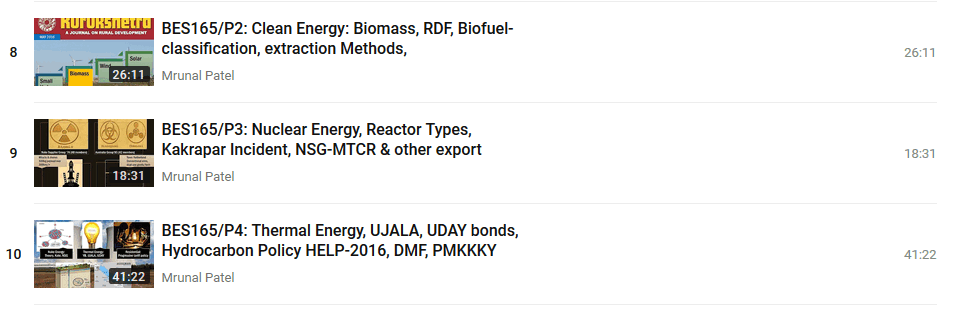 8
KURUKSHETRA
A JOURNAL ON RURAL DEVELOPMENT
Small
Biomass
Wind
Solar
26:11
BES165/P2: Clean Energy: Biomass, RDF, Biofuel-
classification, extraction Methods,
Mrunal Patel
26:11
9
18:31
BES165/P3: Nuclear Energy, Reactor Types,
Kakrapar Incident, NSG-MTCR & other export
Mrunal Patel
18:31
10
41:22
BES165/P4: Thermal Energy, UJALA, UDAY bonds,
Hydrocarbon Policy HELP-2016, DMF, PMKKKY
Mrunal Patel
41:22